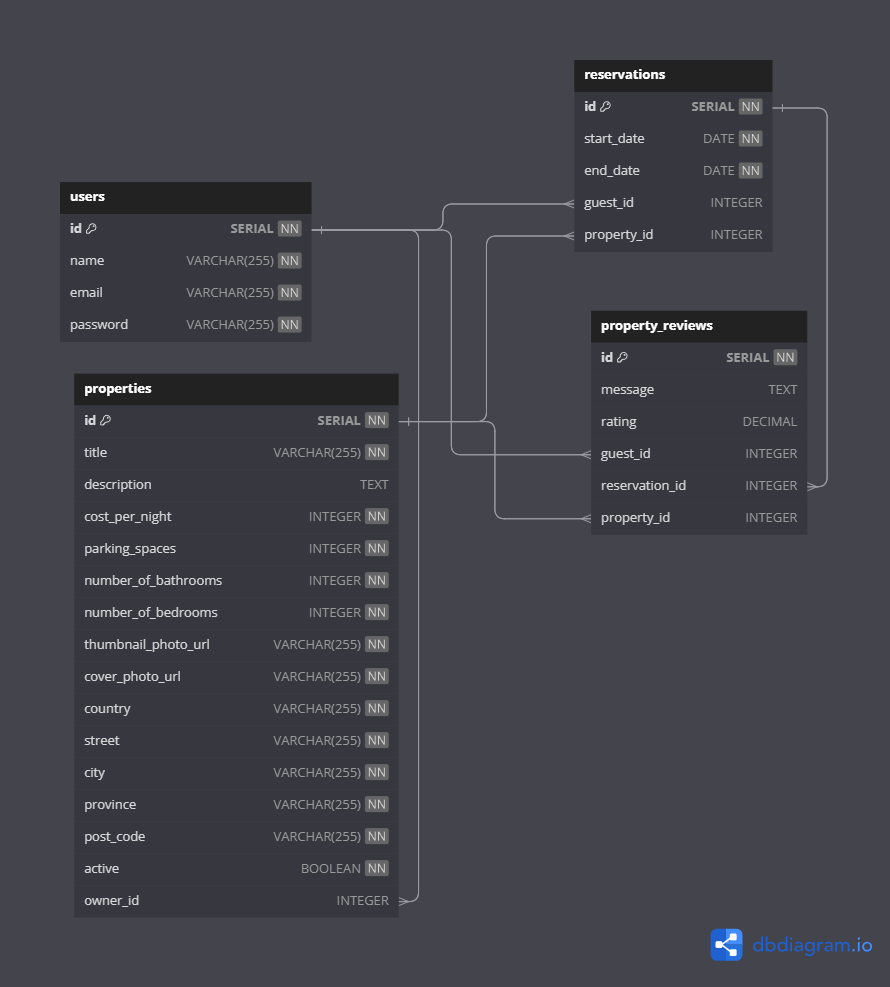 reservations
id SERIAL NN
start_date DATE NN
end_date DATE NN
guest_id INTEGER
property_id INTEGER
users
id SERIAL NN
name VARCHAR(255) NN
email VARCHAR(255) NN
password VARCHAR(255) NN
property_reviews
id SERIAL NN
message TEXT
rating DECIMAL
guest_id INTEGER
reservation_id INTEGER
property_id INTEGER
properties
id SERIAL NN
title VARCHAR(255) NN
description TEXT
cost_per_night INTEGER NN
parking_spaces INTEGER NN
number_of_bathrooms INTEGER NN
number_of_bedrooms INTEGER NN
thumbnail_photo_url VARCHAR(255) NN
cover_photo_url VARCHAR(255) NN
country VARCHAR(255) NN
street VARCHAR(255) NN
city VARCHAR(255) NN
province VARCHAR(255) NN
post_code VARCHAR(255) NN
active BOOLEAN NN
owner_id INTEGER
dbdiagram.io